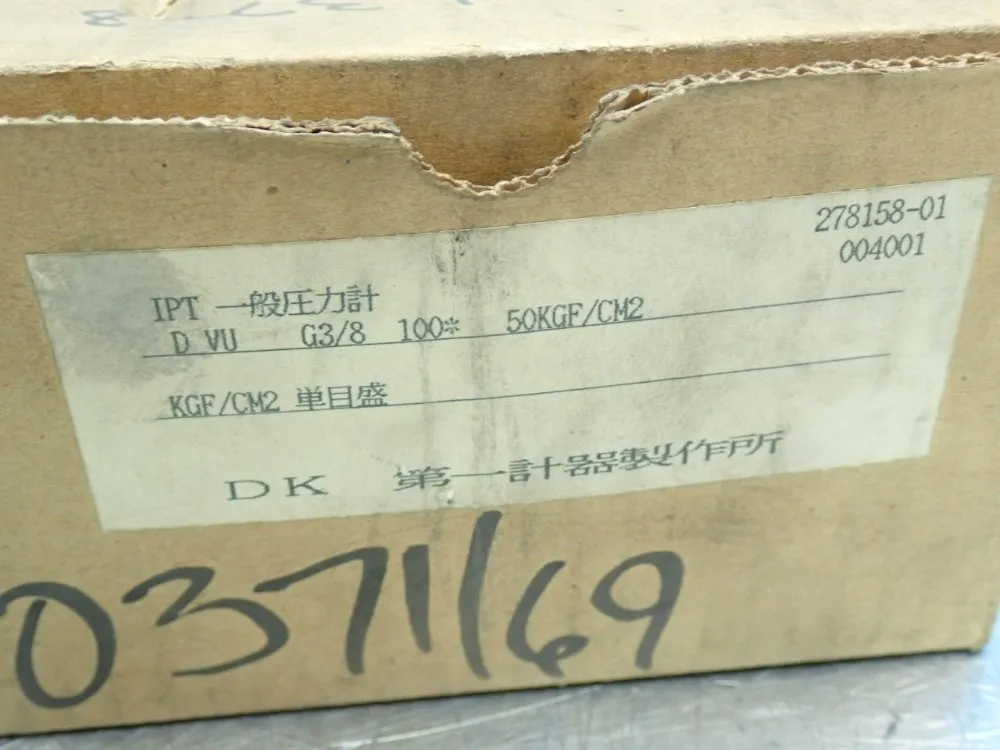 278158-01
004001
IPT 一般圧力計
D VU G3/8 100* 50KGF/CM2
KGF/CM2 単目盛
DK 第一計器製作所
0371169